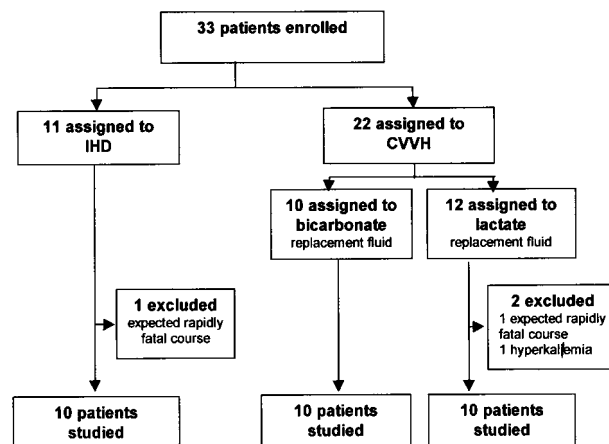 33 patients enrolled
11 assigned to
IHD
22 assigned to
CVVH
10 assigned to
bicarbonate
replacement fluid
12 assigned to
lactate
replacement fluid
1 excluded
expected rapidly
fatal course
2 excluded
1 expected rapidly
fatal course
1 hyperkaliemia
10 patients
studied
10 patients
studied
10 patients
studied